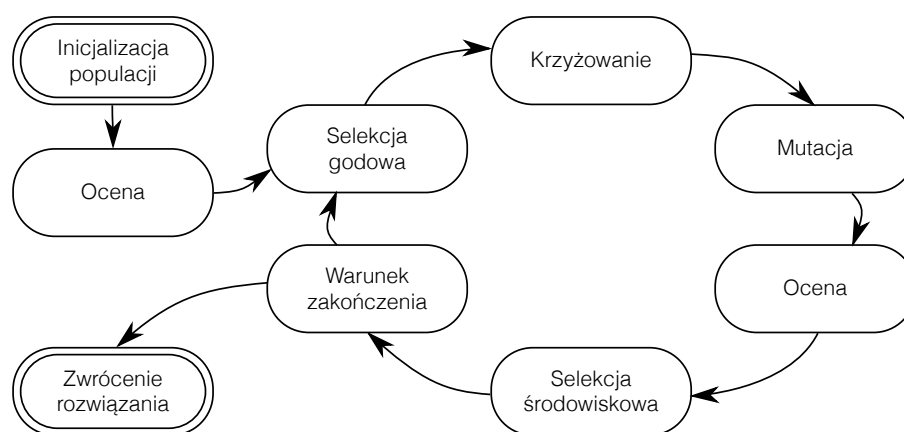 Inicjalizacja
populacji
Ocena
Selekcja
godowa
Krzyżowanie
Mutacja
Ocena
Selekcja
środowiskowa
Warunek
zakończenia
Zwrócenie
rozwiązania